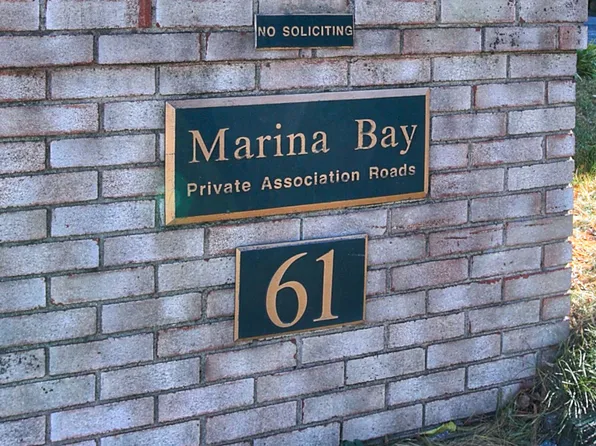 NO SOLICITING
Marina Bay
Private Association Roads
61